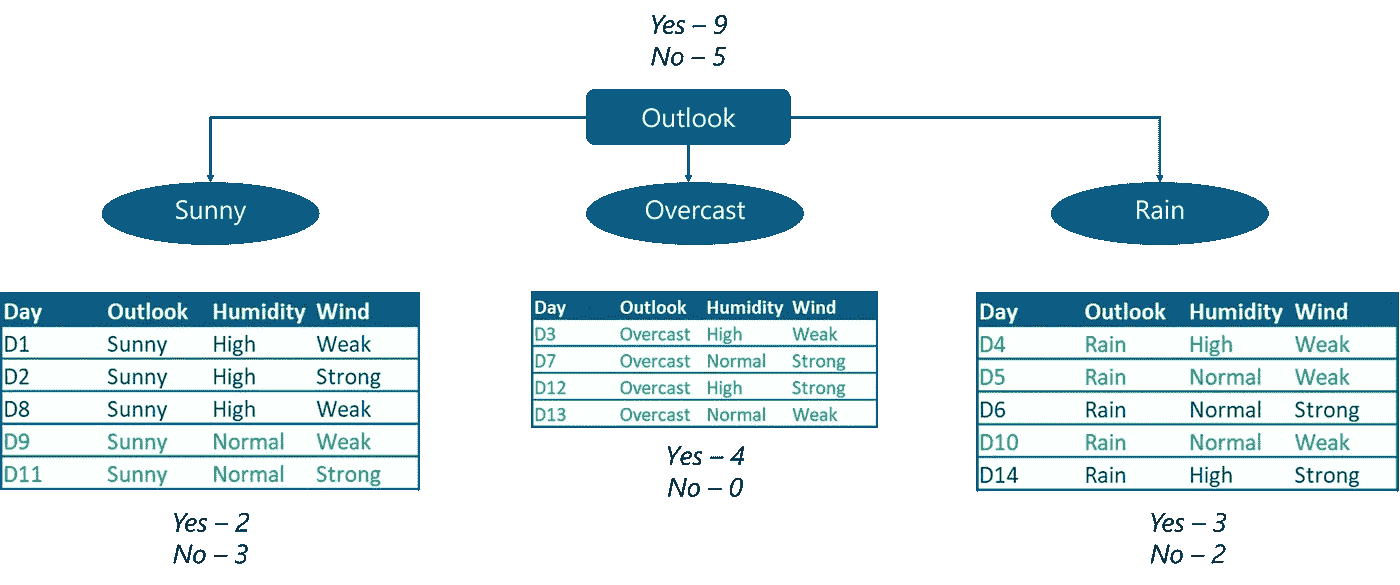 Yes – 9
No – 5
Outlook
Sunny
Overcast
Rain
Day Outlook Humidity Wind
D1 Sunny High Weak
D2 Sunny High Strong
D8 Sunny High Weak
D9 Sunny Normal Weak
D11 Sunny Normal Strong
Yes – 2
No – 3
Day Outlook Humidity Wind
D3 Overcast High Weak
D7 Overcast Normal Strong
D12 Overcast High Strong
D13 Overcast Normal Weak
Yes – 4
No – 0
Day Outlook Humidity Wind
D4 Rain High Weak
D5 Rain Normal Weak
D6 Rain Normal Strong
D10 Rain Normal Weak
D14 Rain High Strong
Yes – 3
No – 2